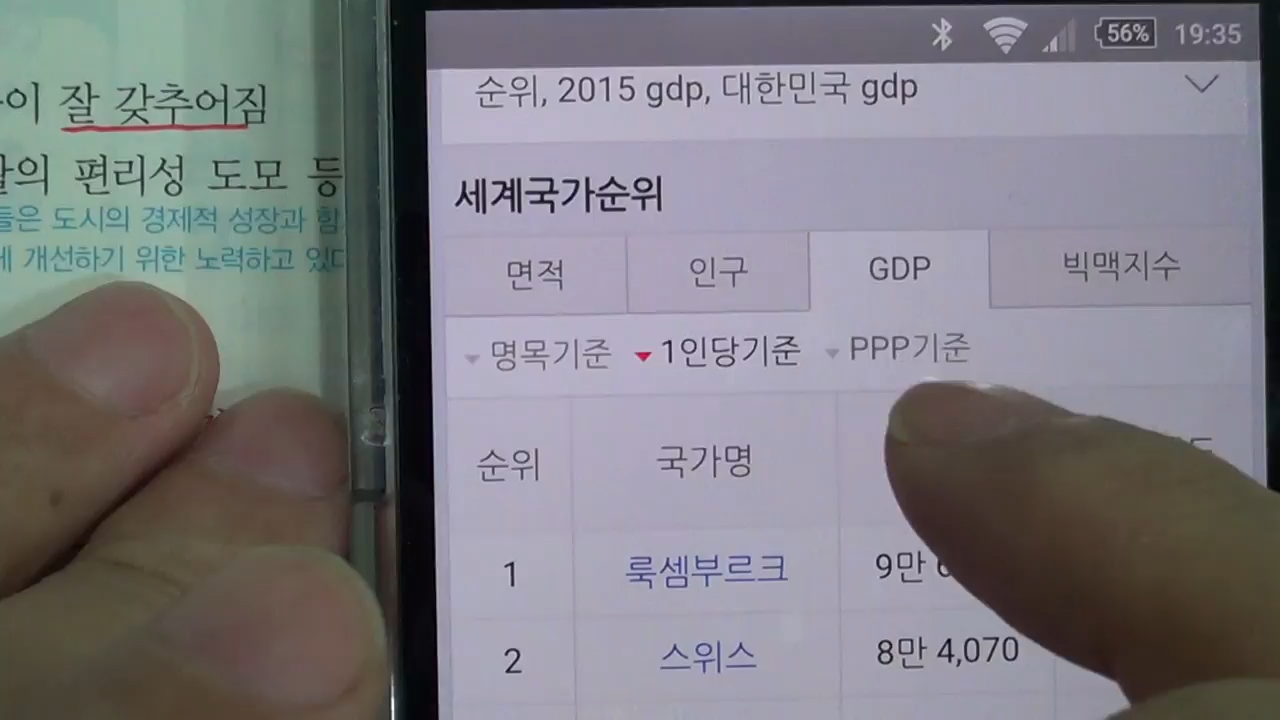 이 잘 갖추어짐
의 편리성 도모 등
들은 도시의 경제적 성장과 함
개선하기 위한 노력하고 있다
56% 19:35
순위, 2015 gdp, 대한민국 gdp
세계국가순위
면적 인구 GDP 빅맥지수
명목기준 1인당기준 PPP기준
순위 국가명
1 룩셈부르크 9만
2 스위스 8만 4,070